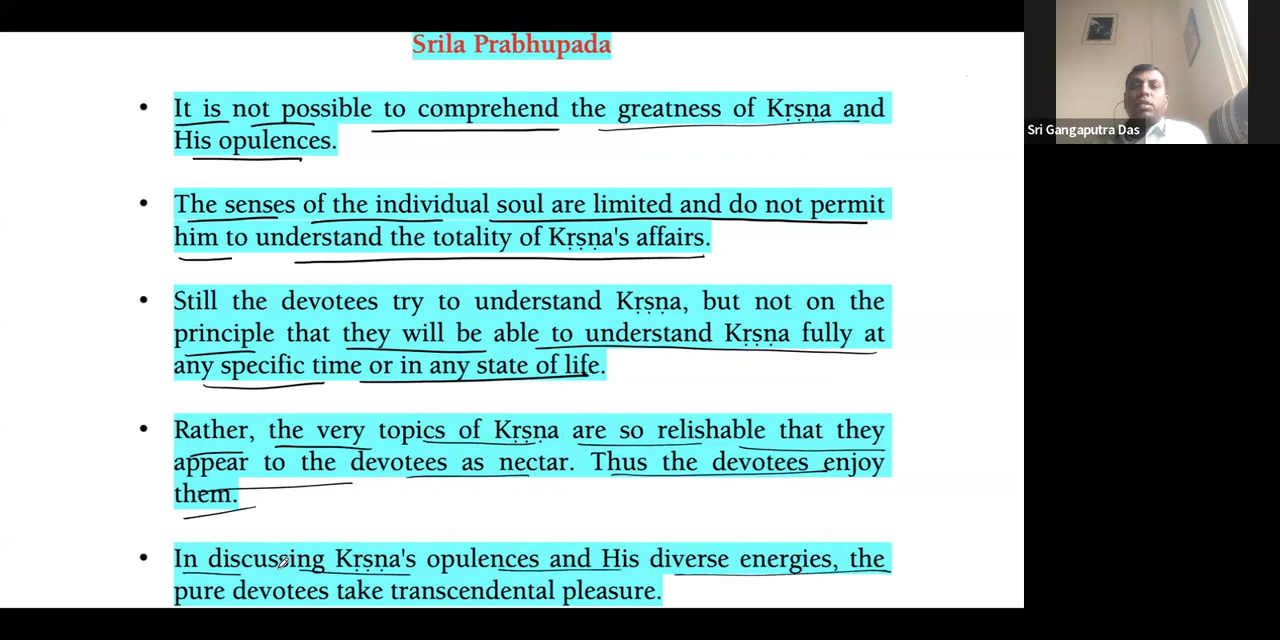 Srila Prabhupada
• It is not possible to comprehend the greatness of Kṛṣṇa and
His opulences.
• The senses of the individual soul are limited and do not permit
him to understand the totality of Kṛṣṇa's affairs.
• Still the devotees try to understand Kṛṣṇa, but not on the
principle that they will be able to understand Kṛṣṇa fully at
any specific time or in any state of life.
• Rather, the very topics of Kṛṣṇa are so relishable that they
appear to the devotees as nectar. Thus the devotees enjoy
them.
• In discussing Kṛṣṇa's opulences and His diverse energies, the
pure devotees take transcendental pleasure.
Sri Gangaputra Das